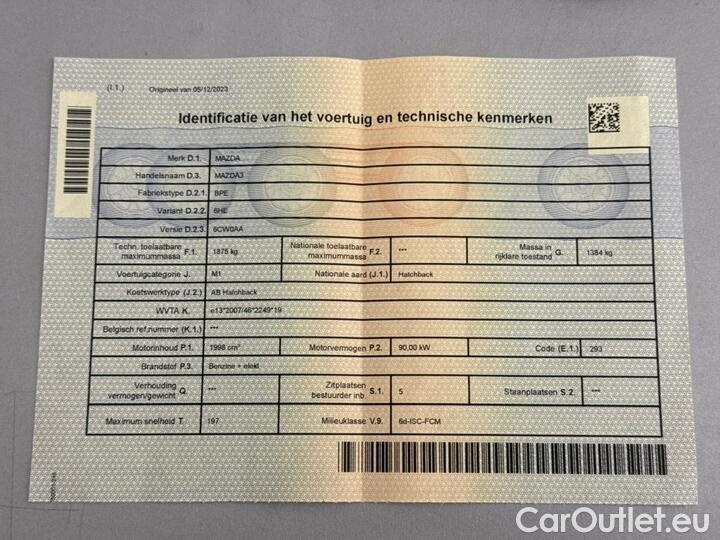 (I.1.) Origineel van 05/12/2023
Identificatie van het voertuig en technische kenmerken
Merk D.1. MAZDA
Handelsnaam D.3. MAZDA3
Fabriekstype D.2.1. BPE
Variant D.2.2. 6HE
Versie D.2.3. 6CW0AA
Techn. toelaatbare maximummassa F.1. 1875 kg Nationale toelaatbare maximummassa F.2. *** Massa in rijklare toestand G. 1384 kg
Voertuigcategorie J. M1 Nationale aard (J.1.) Hatchback
Koetswerktype (J.2.) AB Hatchback
WVTA K. e13*2007/46*2249*19
Belgisch ref.nummer (K.1.) ***
Motorinhoud P.1. 1998 cm³ Motorvermogen P.2. 90,00 kW Code (E.1.) 293
Brandstof P.3. Benzine + elekt
Verhouding vermogen/gewicht Q. *** Zitplaatsen bestuurder inb. S.1. 5 Staanplaatsen S.2. ***
Maximum snelheid T. 197 Milieuklasse V.9. 6d-ISC-FCM
CarOutlet.eu